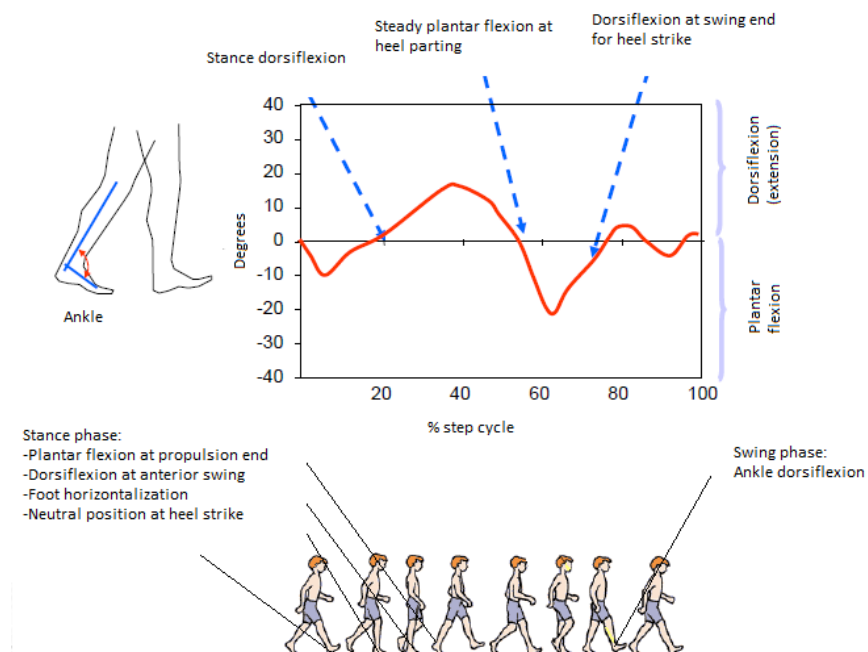 Stance dorsiflexion
Steady plantar flexion at
heel parting
Dorsiflexion at swing end
for heel strike
Ankle
Degrees
40
30
20
10
0
-10
-20
-30
-40
20
40
60
80
100
% step cycle
Dorsiflexion
(extension)
Plantar
flexion
Stance phase:
-Plantar flexion at propulsion end
-Dorsiflexion at anterior swing
-Foot horizontalization
-Neutral position at heel strike
Swing phase:
Ankle dorsiflexion